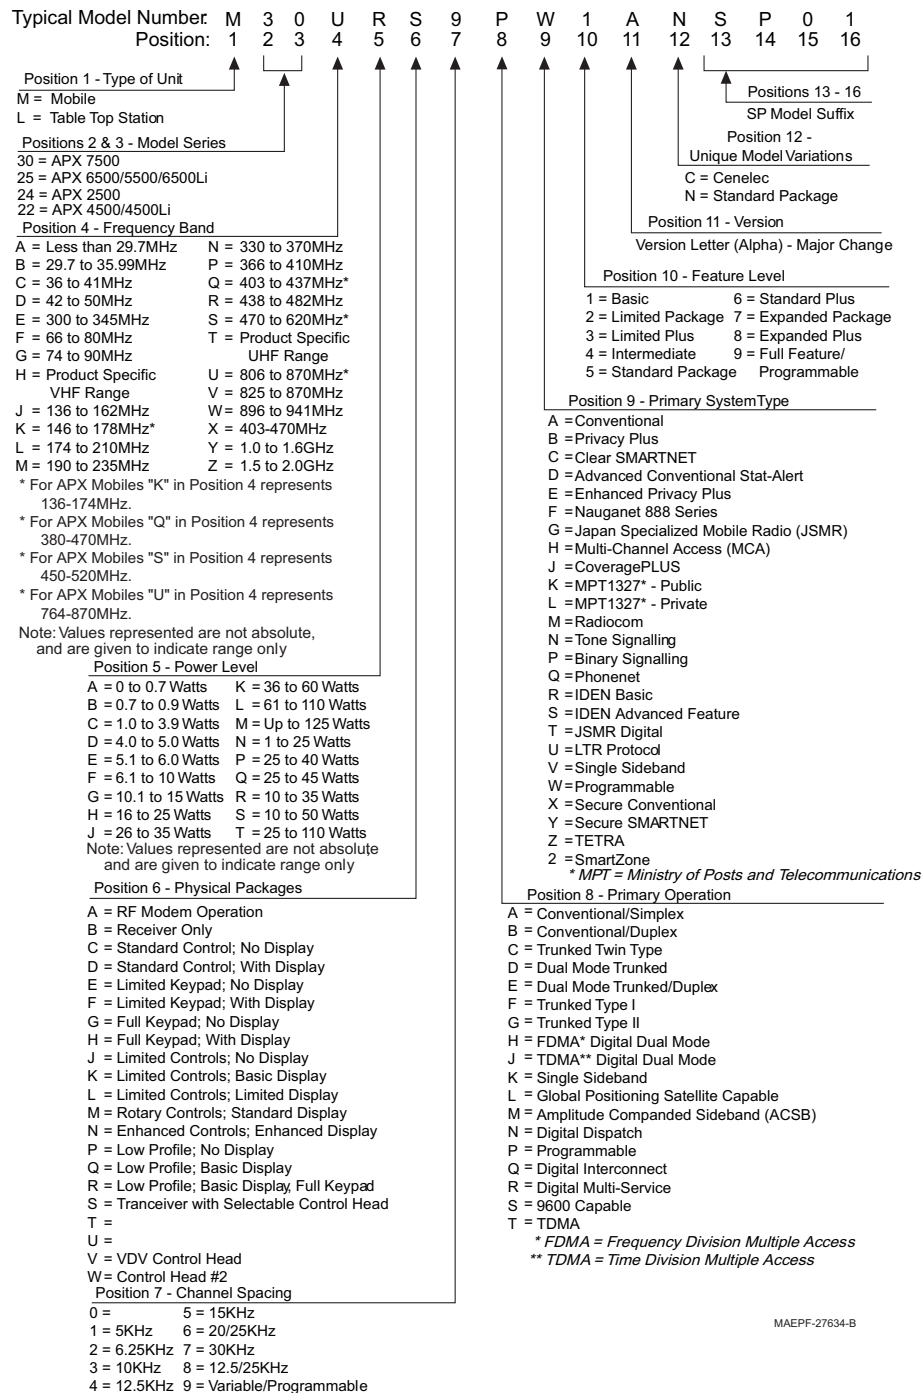 Typical Model Number: M 3 0 U R S 9 P W 1 A N S P 0 1
Position: 1 2 3 4 5 6 7 8 9 10 11 12 13 14 15 16
Position 1 - Type of Unit
M = Mobile
L = Table Top Station
Positions 2 & 3 - Model Series
30 = APX 7500
25 = APX 6500/5500/6500Li
24 = APX 2500
22 = APX 4500/4500Li
Position 4 - Frequency Band
A = Less than 29.7MHz
B = 29.7 to 35.99MHz
C = 36 to 41MHz
D = 42 to 50MHz
E = 300 to 345MHz
F = 66 to 80MHz
G = 74 to 90MHz
H = Product Specific
VHF Range
J = 136 to 162MHz
K = 146 to 178MHz*
L = 174 to 210MHz
M = 190 to 235MHz
N = 330 to 370MHz
P = 366 to 410MHz
Q = 403 to 437MHz*
R = 438 to 482MHz
S = 470 to 620MHz*
T = Product Specific
UHF Range
U = 806 to 870MHz*
V = 825 to 870MHz
W = 896 to 941MHz
X = 403-470MHz
Y = 1.0 to 1.6GHz
Z = 1.5 to 2.0GHz
* For APX Mobiles "K" in Position 4 represents
136-174MHz.
* For APX Mobiles "Q" in Position 4 represents
380-470MHz.
* For APX Mobiles "S" in Position 4 represents
450-520MHz.
* For APX Mobiles "U" in Position 4 represents
764-870MHz.
Note: Values represented are not absolute,
and are given to indicate range only
Position 5 - Power Level
A = 0 to 0.7 Watts
B = 0.7 to 0.9 Watts
C = 1.0 to 3.9 Watts
D = 4.0 to 5.0 Watts
E = 5.1 to 6.0 Watts
F = 6.1 to 10 Watts
G = 10.1 to 15 Watts
H = 16 to 25 Watts
J = 26 to 35 Watts
K = 36 to 60 Watts
L = 61 to 110 Watts
M = Up to 125 Watts
N = 1 to 25 Watts
P = 25 to 40 Watts
Q = 25 to 45 Watts
R = 10 to 35 Watts
S = 10 to 50 Watts
T = 25 to 110 Watts
Note: Values represented are not absolute,
and are given to indicate range only
Position 6 - Physical Packages
A = RF Modem Operation
B = Receiver Only
C = Standard Control; No Display
D = Standard Control; With Display
E = Limited Keypad; No Display
F = Limited Keypad; With Display
G = Full Keypad; No Display
H = Full Keypad; With Display
J = Limited Controls; No Display
K = Limited Controls; Basic Display
L = Limited Controls; Limited Display
M = Rotary Controls; Standard Display
N = Enhanced Controls; Enhanced Display
P = Low Profile; No Display
Q = Low Profile; Basic Display
R = Low Profile; Basic Display, Full Keypad
S = Tranceiver with Selectable Control Head
T =
U =
V = VDV Control Head
W = Control Head #2
Position 7 - Channel Spacing
0 =
1 = 5KHz
2 = 6.25KHz
3 = 10KHz
4 = 12.5KHz
5 = 15KHz
6 = 20/25KHz
7 = 30KHz
8 = 12.5/25KHz
9 = Variable/Programmable
Positions 13 - 16
SP Model Suffix
Position 12 -
Unique Model Variations
C = Cenelec
N = Standard Package
Position 11 - Version
Version Letter (Alpha) - Major Change
Position 10 - Feature Level
1 = Basic
2 = Limited Package
3 = Limited Plus
4 = Intermediate
5 = Standard Package
6 = Standard Plus
7 = Expanded Package
8 = Expanded Plus
9 = Full Feature/
Programmable
Position 9 - Primary SystemType
A = Conventional
B = Privacy Plus
C = Clear SMARTNET
D = Advanced Conventional Stat-Alert
E = Enhanced Privacy Plus
F = Nauganet 888 Series
G = Japan Specialized Mobile Radio (JSMR)
H = Multi-Channel Access (MCA)
J = CoveragePLUS
K = MPT1327* - Public
L = MPT1327* - Private
M = Radiocom
N = Tone Signalling
P = Binary Signalling
Q = Phonenet
R = IDEN Basic
S = IDEN Advanced Feature
T = JSMR Digital
U = LTR Protocol
V = Single Sideband
W = Programmable
X = Secure Conventional
Y = Secure SMARTNET
Z = TETRA
2 = SmartZone
* MPT = Ministry of Posts and Telecommunications
Position 8 - Primary Operation
A = Conventional/Simplex
B = Conventional/Duplex
C = Trunked Twin Type
D = Dual Mode Trunked
E = Dual Mode Trunked/Duplex
F = Trunked Type I
G = Trunked Type II
H = FDMA* Digital Dual Mode
J = TDMA** Digital Dual Mode
K = Single Sideband
L = Global Positioning Satellite Capable
M = Amplitude Companded Sideband (ACSB)
N = Digital Dispatch
P = Programmable
Q = Digital Interconnect
R = Digital Multi-Service
S = 9600 Capable
T = TDMA
* FDMA = Frequency Division Multiple Access
** TDMA = Time Division Multiple Access
MAEPF-27634-B